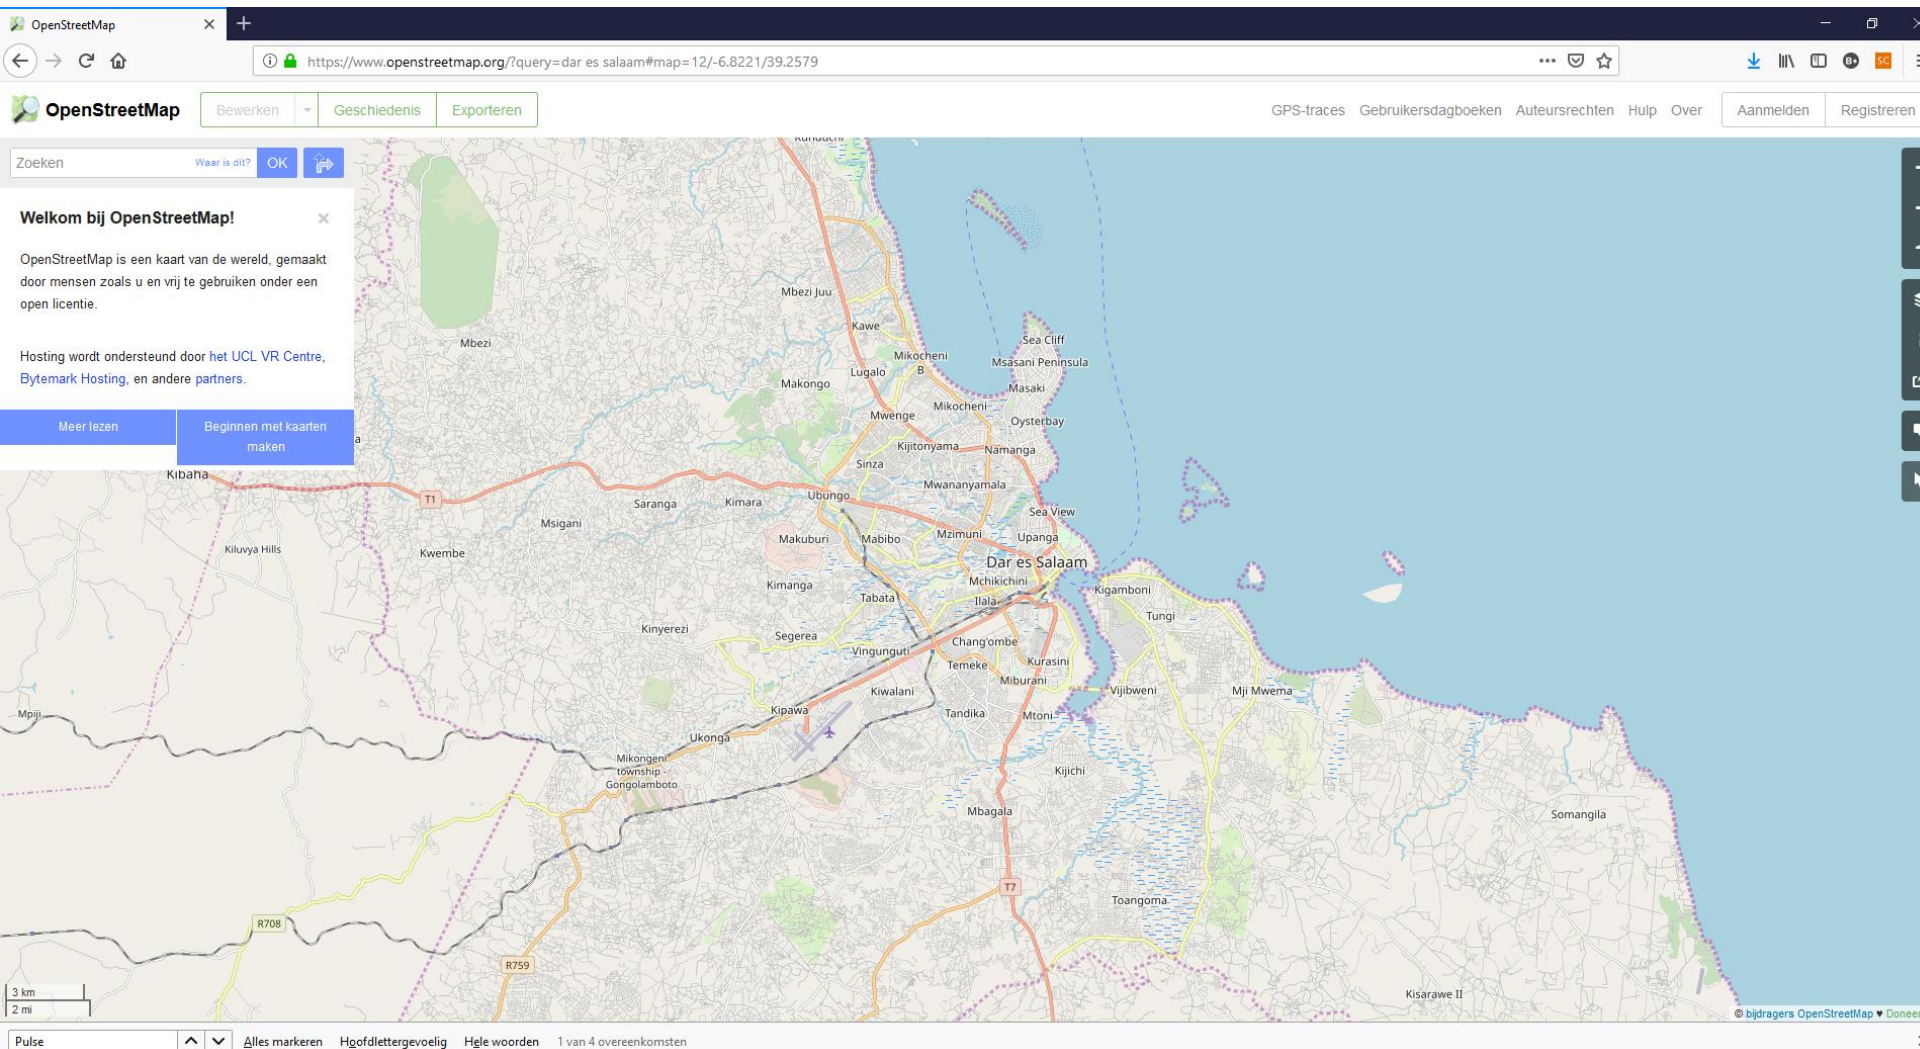 OpenStreetMap
https://www.openstreetmap.org/?query=dar es salaam#map=12/-6.8221/39.2579
OpenStreetMap
Bewerken
Geschiedenis
Exporteren
GPS-traces Gebruikersdagboeken Auteursrechten Hulp Over
Aanmelden
Registreren
Zoeken
Waar is dit?
OK
Welkom bij OpenStreetMap!
OpenStreetMap is een kaart van de wereld, gemaakt
door mensen zoals u en vrij te gebruiken onder een
open licentie.
Hosting wordt ondersteund door het UCL VR Centre,
Bytemark Hosting, en andere partners.
Meer lezen
Beginnen met kaarten
maken
Mbezi Juu
Kawe
Mbezi
Sea Cliff
Mikocheni
B
Msasani Peninsula
Lugalo
Makongo
Masaki
Mwenge
Mikocheni
Oysterbay
Kijitonyama
Namanga
Sinza
Kibaha
T1
Saranga
Kimara
Ubungo
Mwananyamala
Msigani
Sea View
Makuburi
Mabibo
Mzimuni
Upanga
Kiluvya Hills
Kwembe
Dar es Salaam
Kimanga
Mchikichini
Tabata
Ilala
Kigamboni
Tungi
Kinyerezi
Segerea
Chang'ombe
Vingunguti
Temeke
Kurasini
Miburani
Kiwalani
Vijibweni
Mji Mwema
Mpiji
Kipawa
Tandika
Mtoni
Ukonga
Mikongeni
township -
Gongolamboto
Kijichi
Mbagala
Somangila
T7
Toangoma
R708
R759
Kisarawe II
3 km
2 mi
© bijdragers OpenStreetMap ♥
Pulse
Alles markeren
Hoofdlettergevoelig
Hele woorden
1 van 4 overeenkomsten